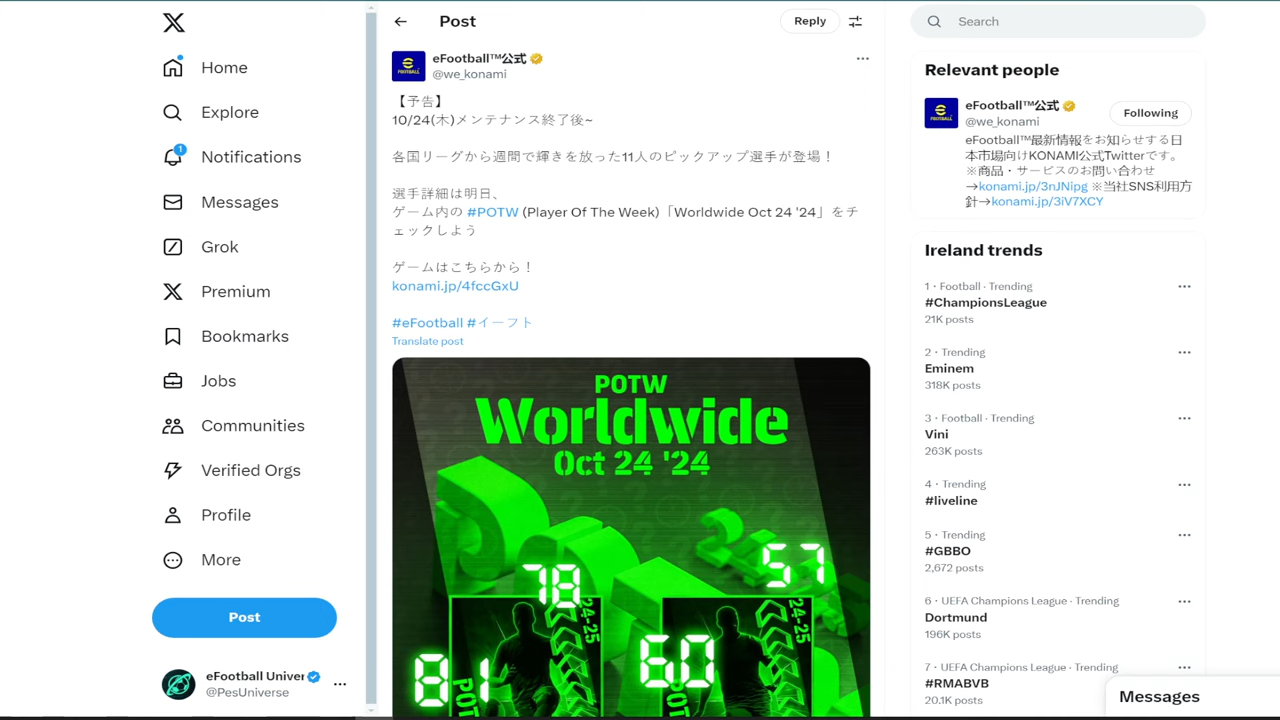 Home
Explore
1
Notifications
Messages
Grok
Premium
Bookmarks
Jobs
Communities
Verified Orgs
Profile
More
Post
eFootball Univer
@PesUniverse
Post
Reply
eFootball™公式
@we_konami
【予告】
10/24(木)メンテナンス終了後~
各国リーグから週間で輝きを放った11人のピックアップ選手が登場！
選手詳細は明日、
ゲーム内の #POTW (Player Of The Week)「Worldwide Oct 24 '24」をチ
ェックしよう
ゲームはこちらから！
konami.jp/4fccGxU
#eFootball #イーフト
Translate post
POTW
Worldwide
Oct 24 '24
78
57
81
60
24-25
24-25
POT
POT
Search
Relevant people
eFootball™公式
@we_konami
Following
eFootball™最新情報をお知らせする日
本市場向けKONAMI公式Twitterです。
※商品・サービスのお問い合わせ
→konami.jp/3nJNipg ※当社SNS利用方
針→konami.jp/3iV7XCY
Ireland trends
1 · Football · Trending
#ChampionsLeague
21K posts
2 · Trending
Eminem
318K posts
3 · Football · Trending
Vini
263K posts
4 · Trending
#liveline
5 · Trending
#GBBO
2,672 posts
6 · UEFA Champions League · Trending
Dortmund
196K posts
7 · UEFA Champions League · Trending
#RMABVB
20.1K posts
Messages